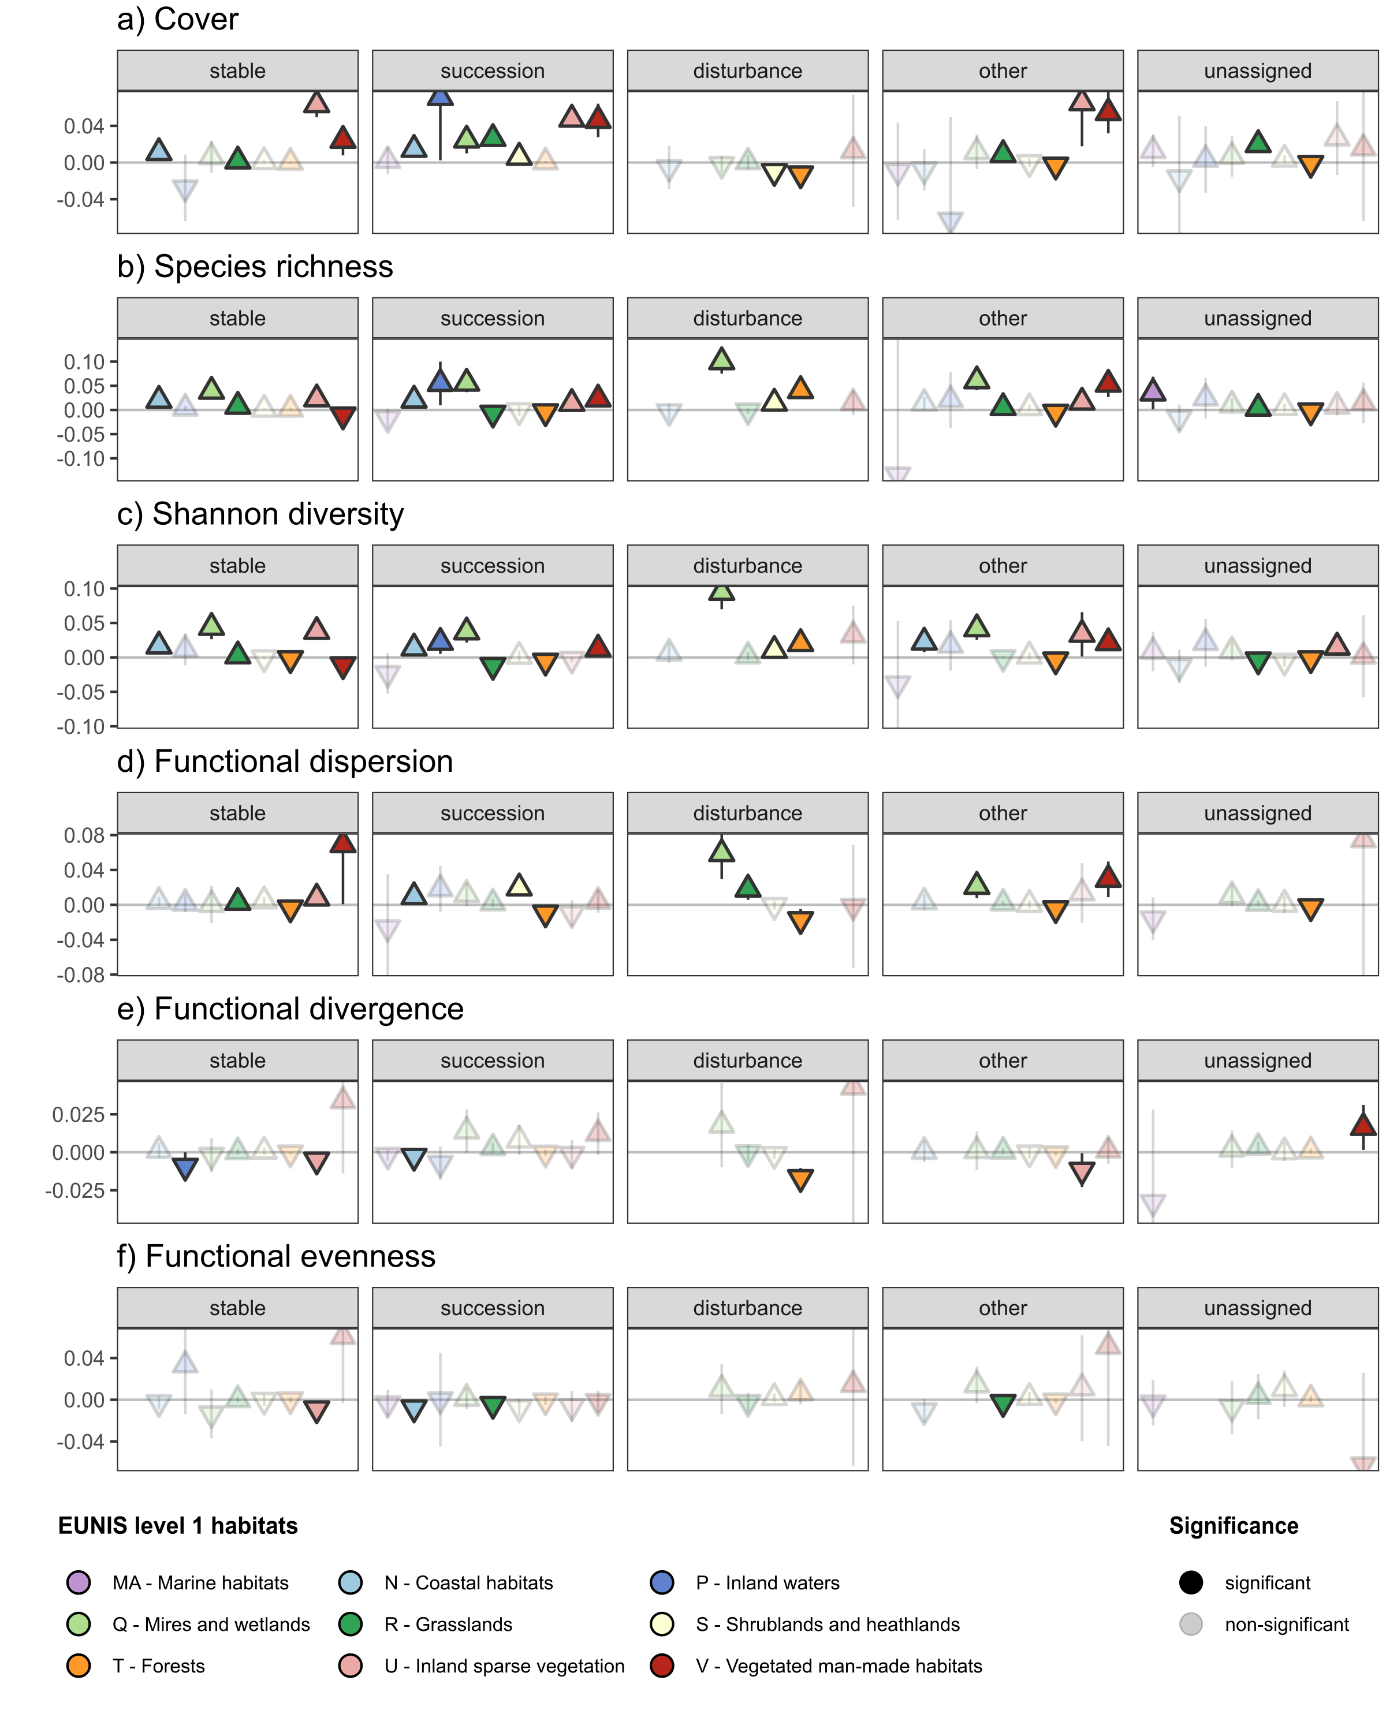 a) Cover
stable succession disturbance other unassigned
0.04
0.00
-0.04
b) Species richness
stable succession disturbance other unassigned
0.10
0.05
0.00
-0.05
-0.10
c) Shannon diversity
stable succession disturbance other unassigned
0.10
0.05
0.00
-0.05
-0.10
d) Functional dispersion
stable succession disturbance other unassigned
0.08
0.04
0.00
-0.04
-0.08
e) Functional divergence
stable succession disturbance other unassigned
0.025
0.000
-0.025
f) Functional evenness
stable succession disturbance other unassigned
0.04
0.00
-0.04
EUNIS level 1 habitats Significance
MA - Marine habitats N - Coastal habitats P - Inland waters significant
Q - Mires and wetlands R - Grasslands S - Shrublands and heathlands non-significant
T - Forests U - Inland sparse vegetation V - Vegetated man-made habitats